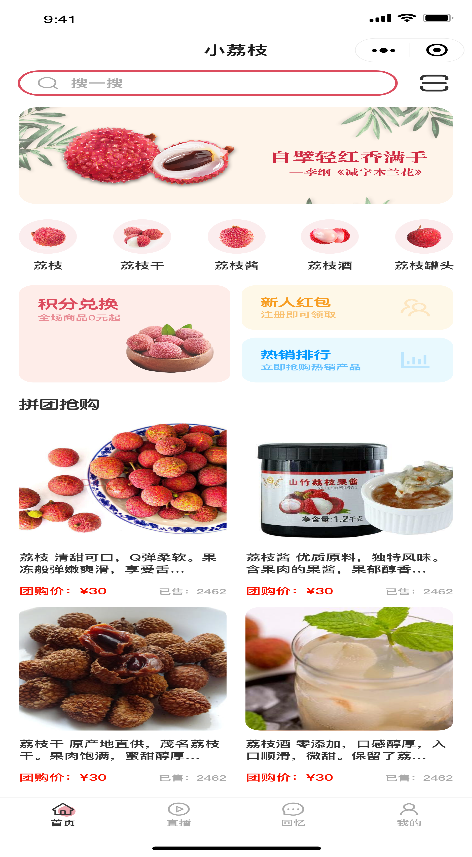 9:41
小荔枝
搜一搜
白壁轻红香满手
——李纲《减字木兰花》
荔枝 荔枝干 荔枝酱 荔枝酒 荔枝罐头
积分兑换
全场商品0元起
新人红包
注册即可领取
热销排行
立即抢购热销产品
拼团抢购
山竹荔枝果酱
净含量:1.2千克
荔枝 清甜可口，Q弹柔软。果
冻般弹嫩爽滑，享受舌...
团购价：¥30 已售：2462
荔枝酱 优质原料，独特风味。
含果肉的果酱，果郁醇香...
团购价：¥30 已售：2462
荔枝干 原产地直供，茂名荔枝
干。果肉饱满，蜜甜醇厚...
团购价：¥30 已售：2462
荔枝酒 零添加，口感醇厚，入
口顺滑，微甜。保留了荔...
团购价：¥30 已售：2462
首页 直播 回忆 我的